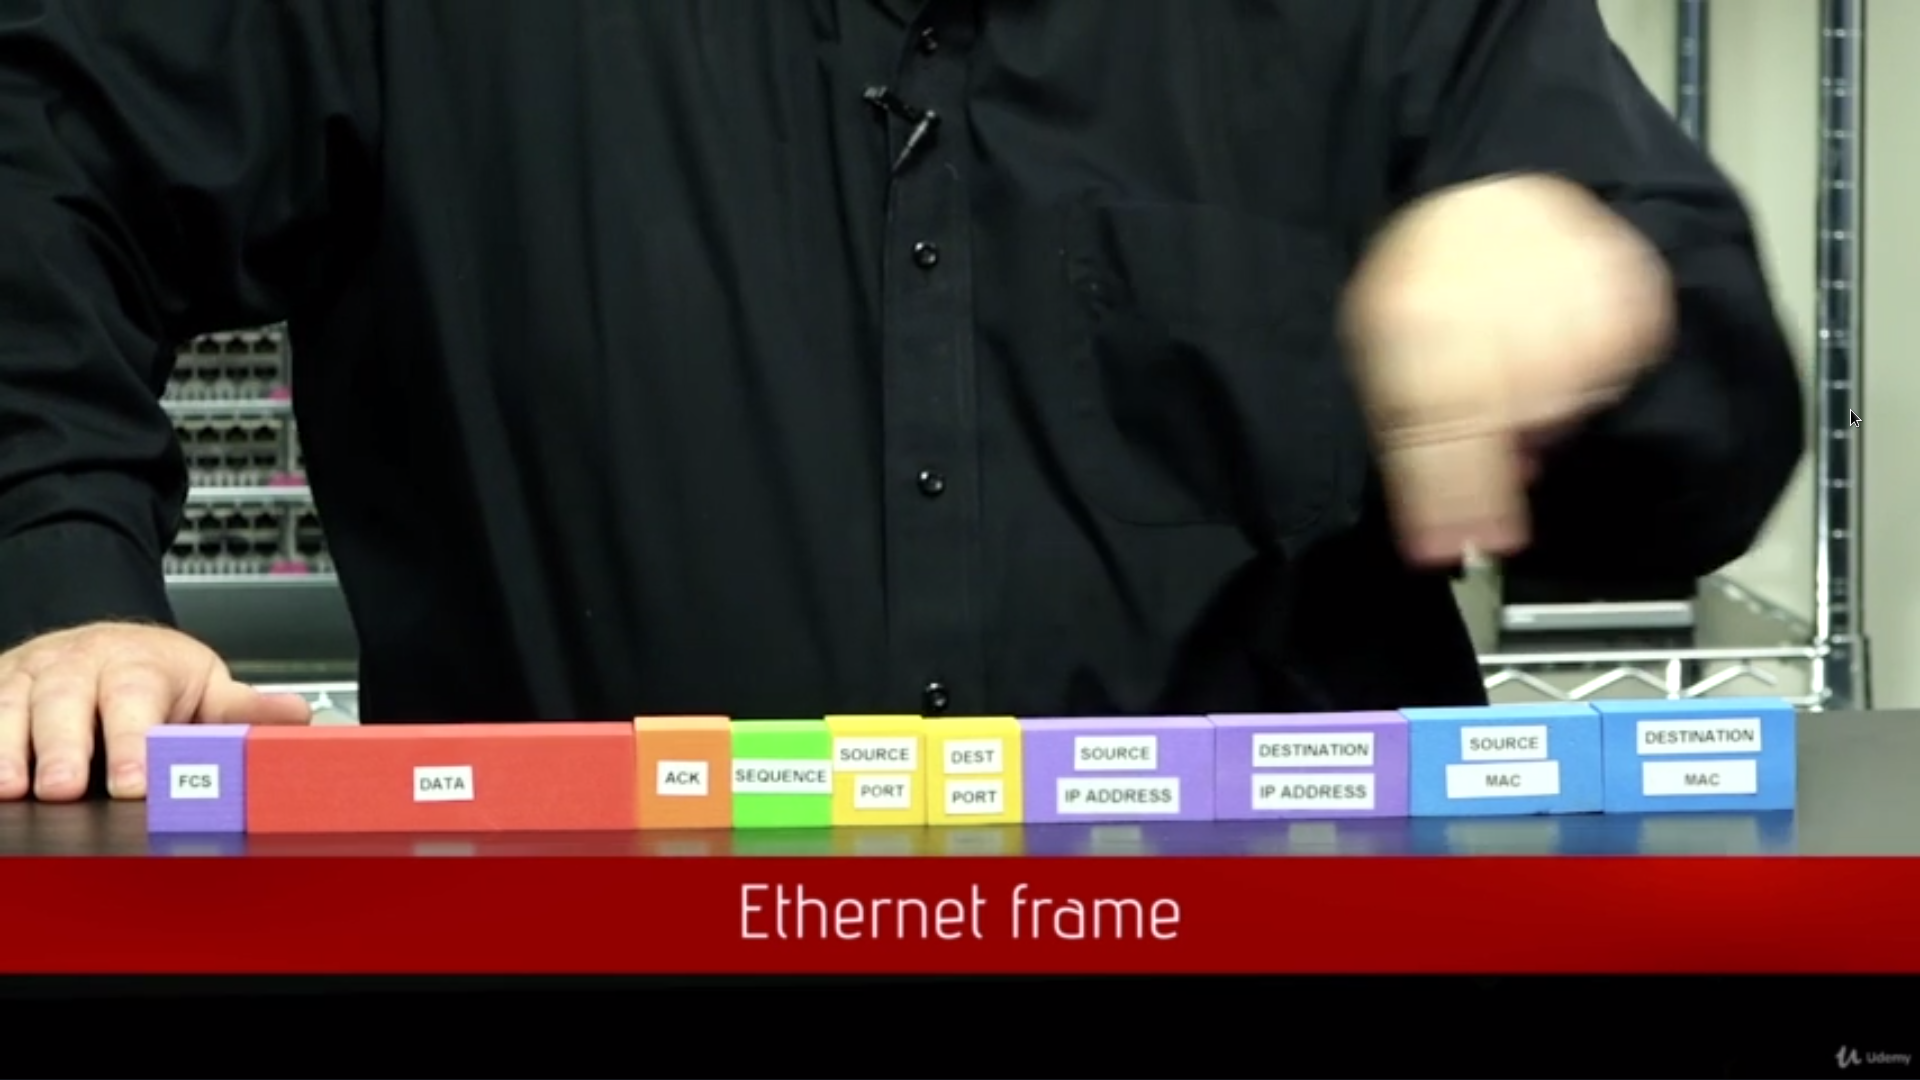 FCS
DATA
ACK
SEQUENCE
SOURCE
PORT
DEST
PORT
SOURCE
IP ADDRESS
DESTINATION
IP ADDRESS
SOURCE
MAC
DESTINATION
MAC
Ethernet frame
Udemy